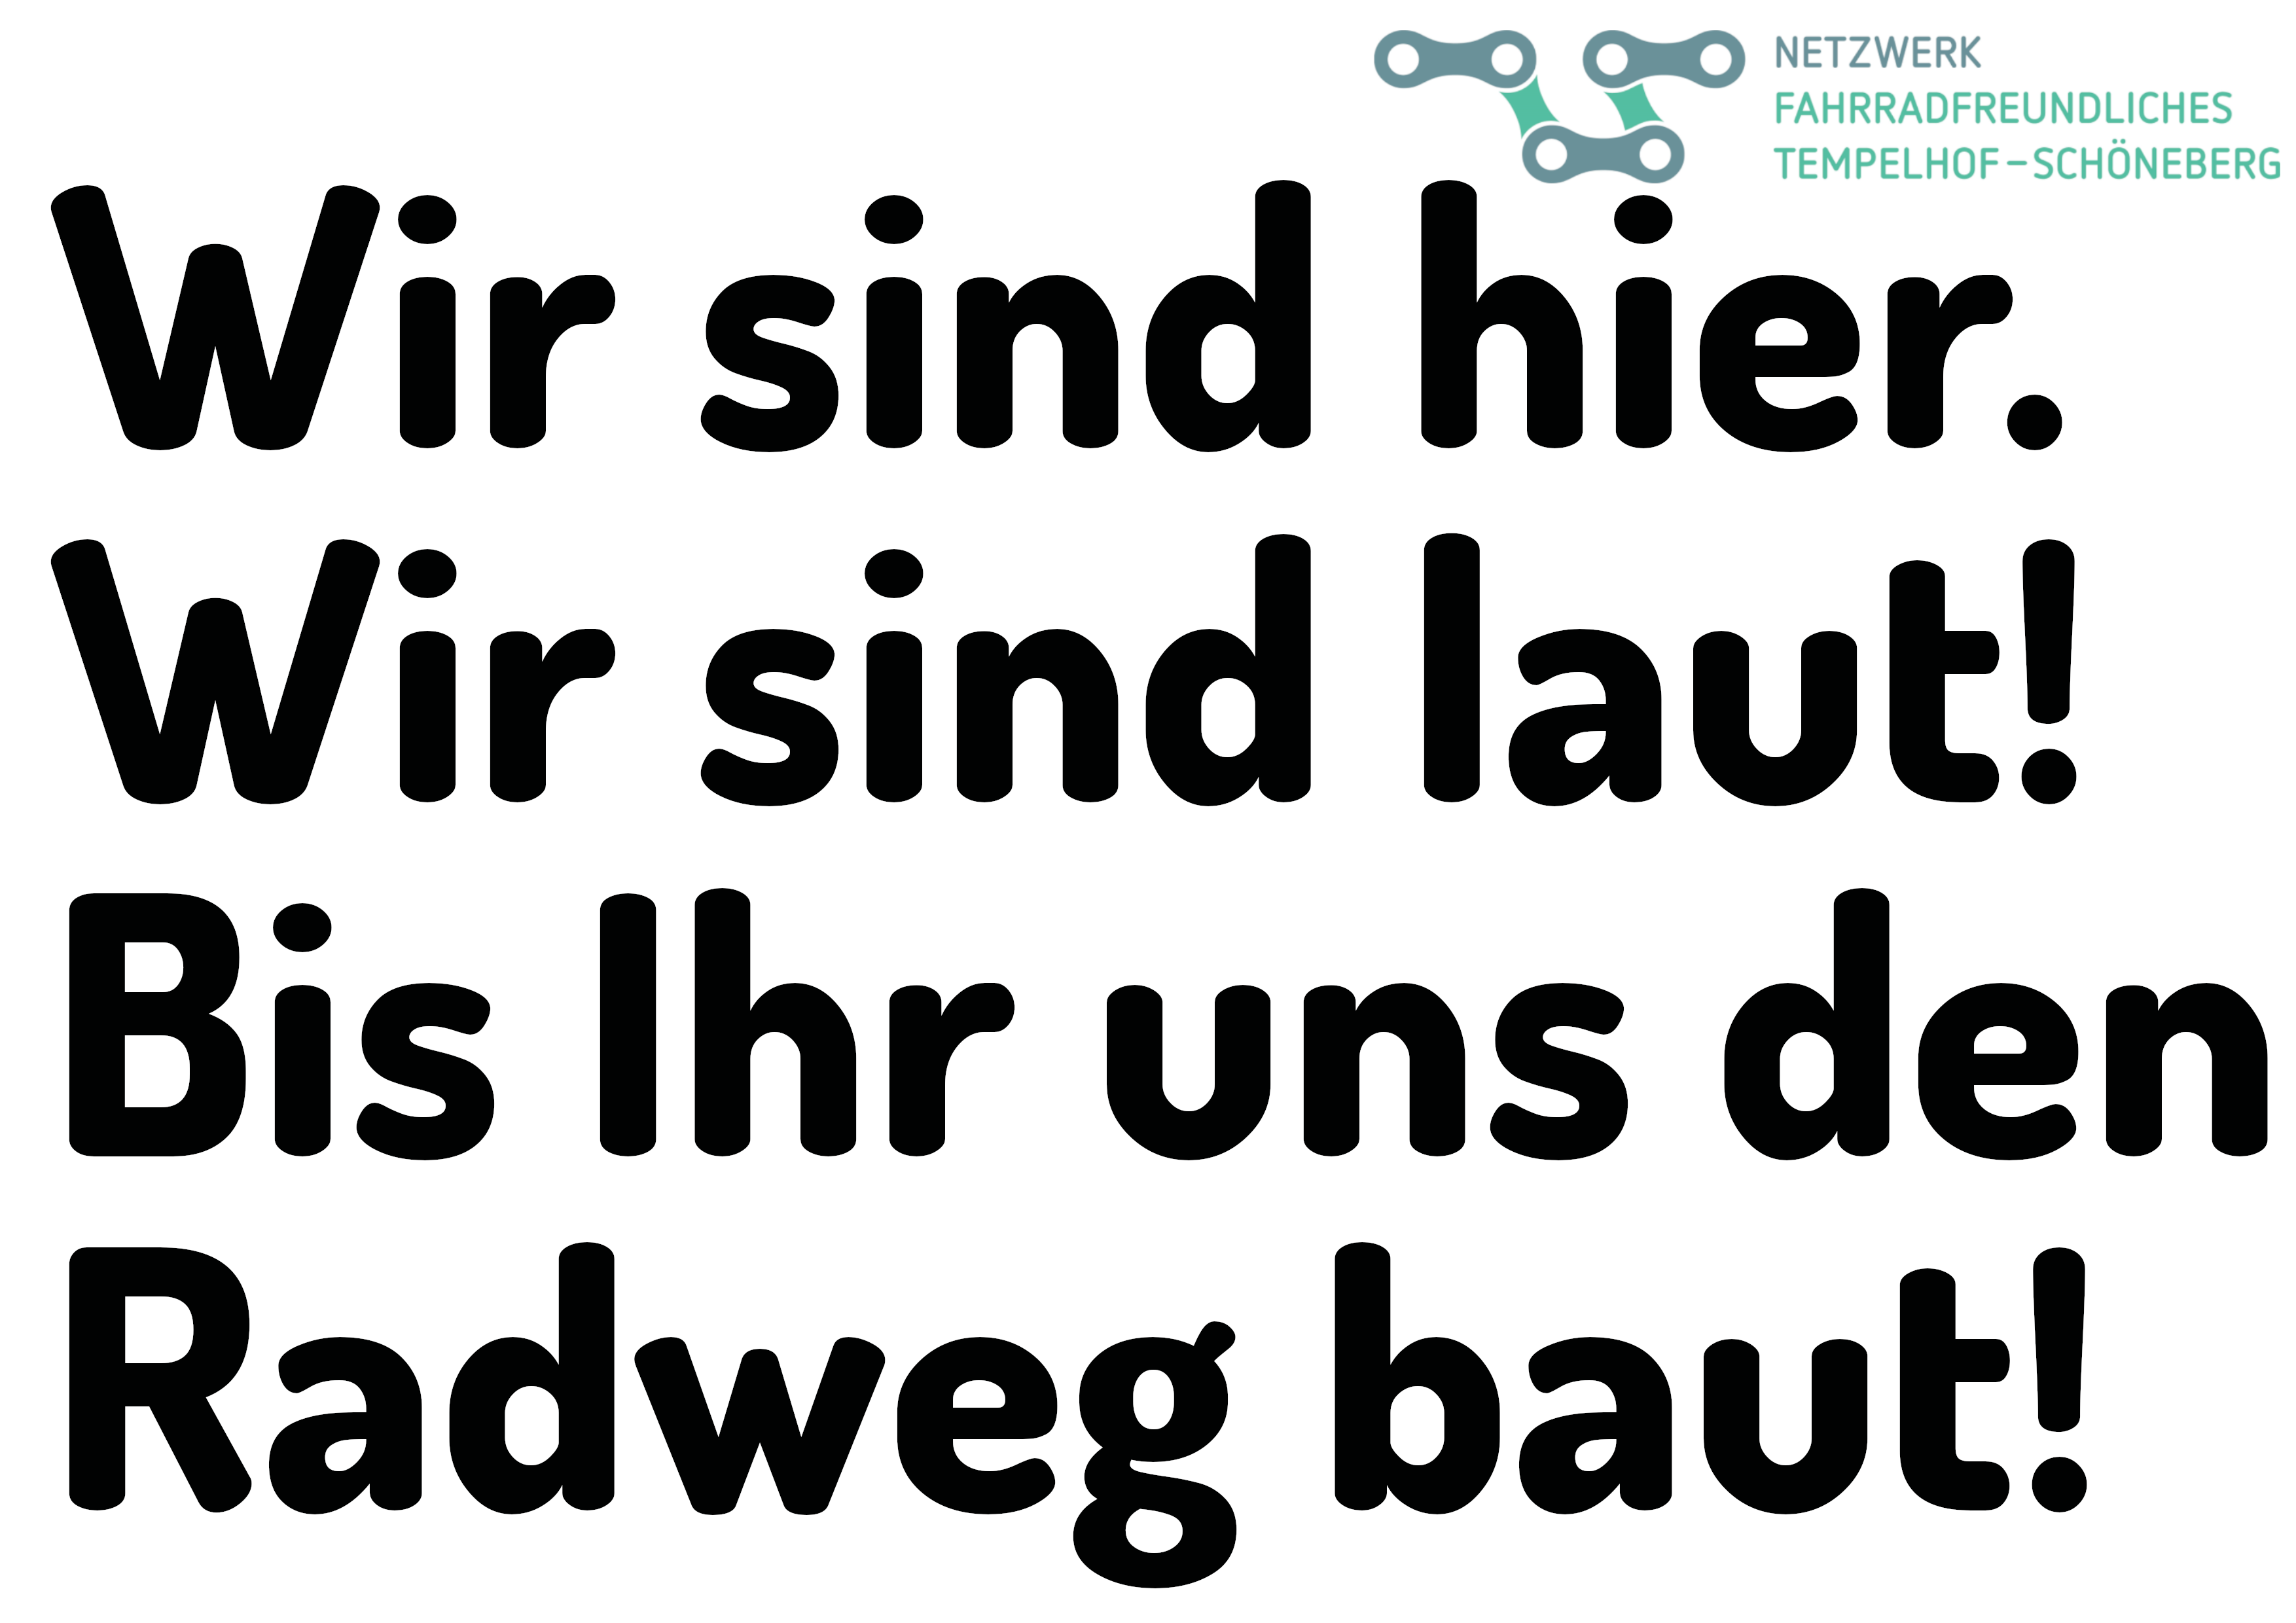 NETZWERK
FAHRRADFREUNDLICHES
TEMPELHOF–SCHÖNEBERG
Wir sind hier.
Wir sind laut!
Bis Ihr uns den
Radweg baut!